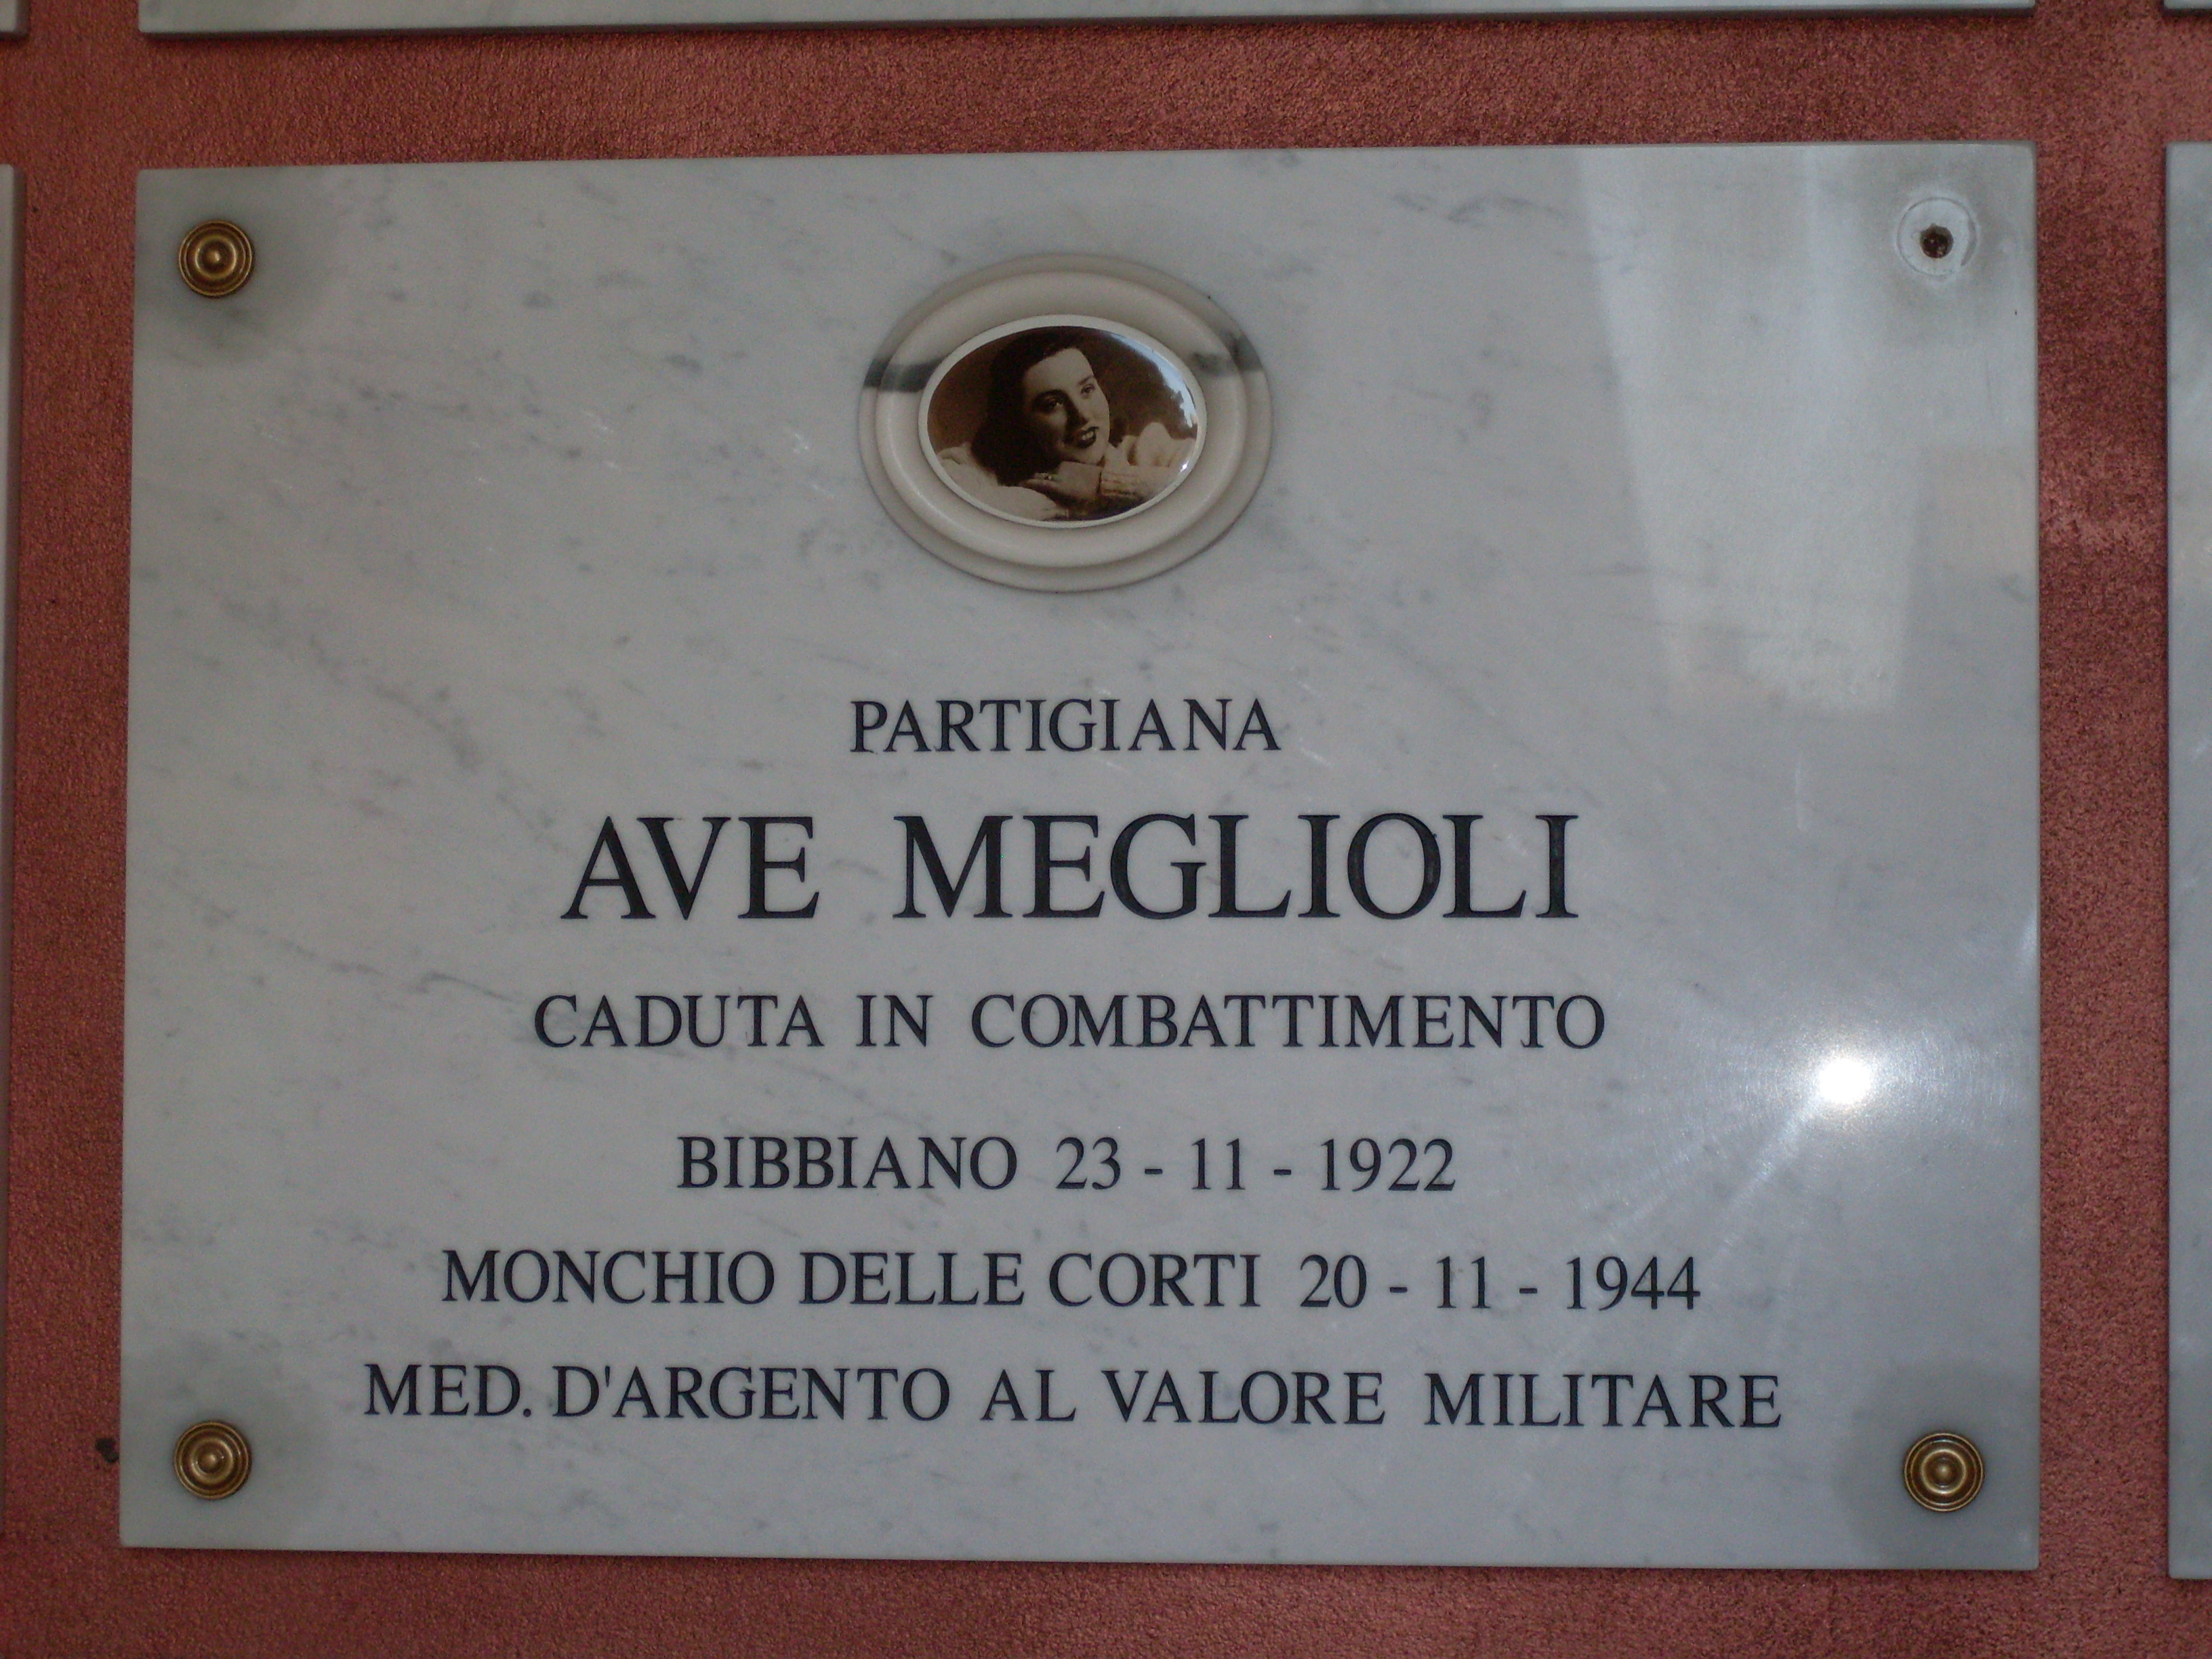 PARTIGIANA
AVE MEGLIOLI
CADUTA IN COMBATTIMENTO
BIBBIANO 23 - 11 - 1922
MONCHIO DELLE CORTI 20 - 11 - 1944
MED. D'ARGENTO AL VALORE MILITARE